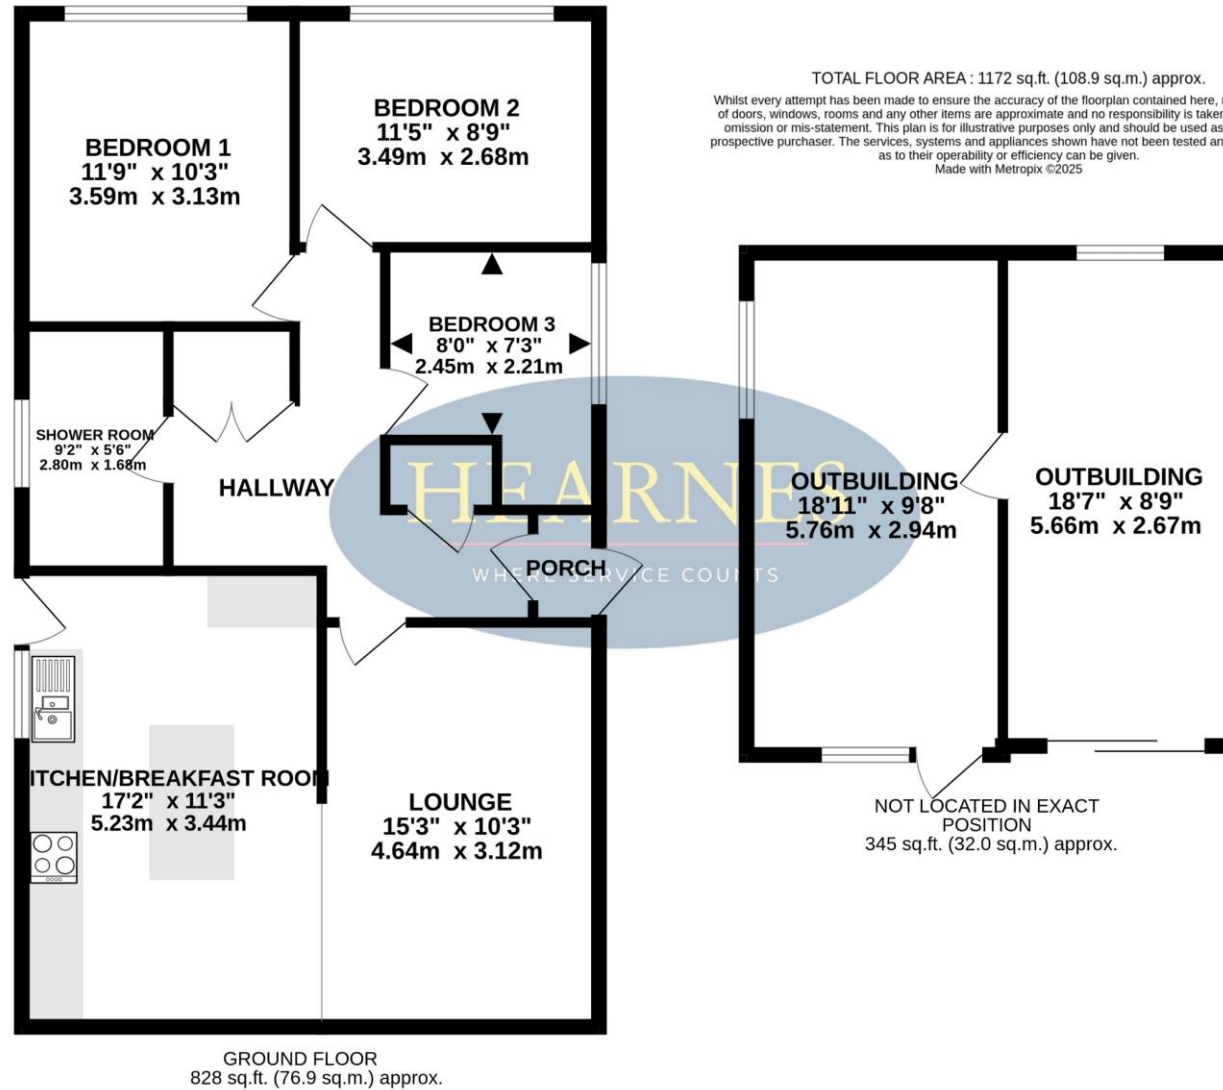 TOTAL FLOOR AREA : 1172 sq.ft. (108.9 sq.m.) approx.
Whilst every attempt has been made to ensure the accuracy of the floorplan contained here,
of doors, windows, rooms and any other items are approximate and no responsibility is taken
omission or mis-statement. This plan is for illustrative purposes only and should be used as
prospective purchaser. The services, systems and appliances shown have not been tested an
as to their operability or efficiency can be given.
Made with Metropix ©2025
BEDROOM 1
11'9" x 10'3"
3.59m x 3.13m
BEDROOM 2
11'5" x 8'9"
3.49m x 2.68m
BEDROOM 3
8'0" x 7'3"
2.45m x 2.21m
SHOWER ROOM
9'2" x 5'6"
2.80m x 1.68m
HALLWAY
HEARNES
WHERE SERVICE COUNTS
PORCH
OUTBUILDING
18'11" x 9'8"
5.76m x 2.94m
OUTBUILDING
18'7" x 8'9"
5.66m x 2.67m
ITCHEN/BREAKFAST ROOM
17'2" x 11'3"
5.23m x 3.44m
LOUNGE
15'3" x 10'3"
4.64m x 3.12m
NOT LOCATED IN EXACT
POSITION
345 sq.ft. (32.0 sq.m.) approx.
GROUND FLOOR
828 sq.ft. (76.9 sq.m.) approx.